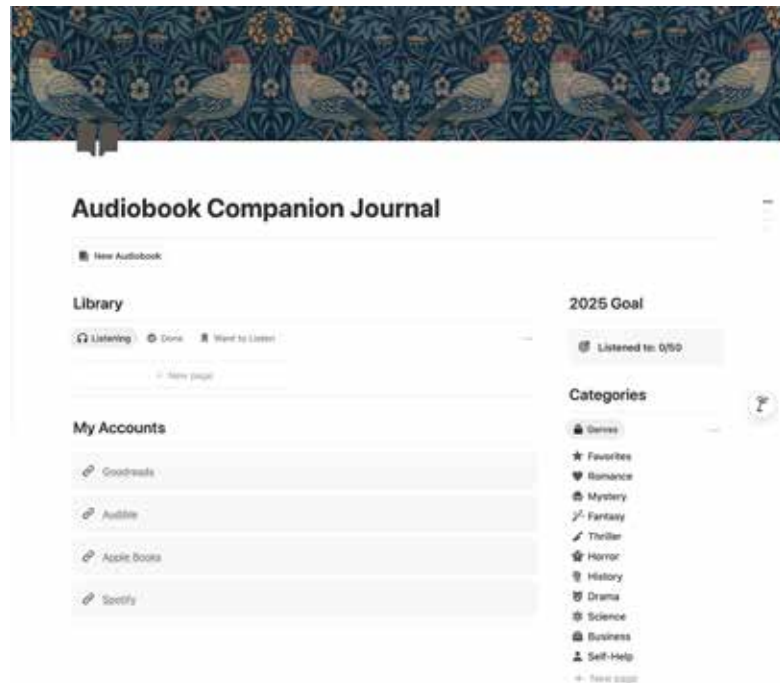 Audiobook Companion Journal
New Audiobook
Library
Listening Done Want to Listen
+ New page
My Accounts
Goodreads
Audible
Apple Books
Spotify
2025 Goal
Listened to: 0/50
Categories
Genres
Favorites
Romance
Mystery
Fantasy
Thriller
Horror
History
Drama
Science
Business
Self-Help
+ New page